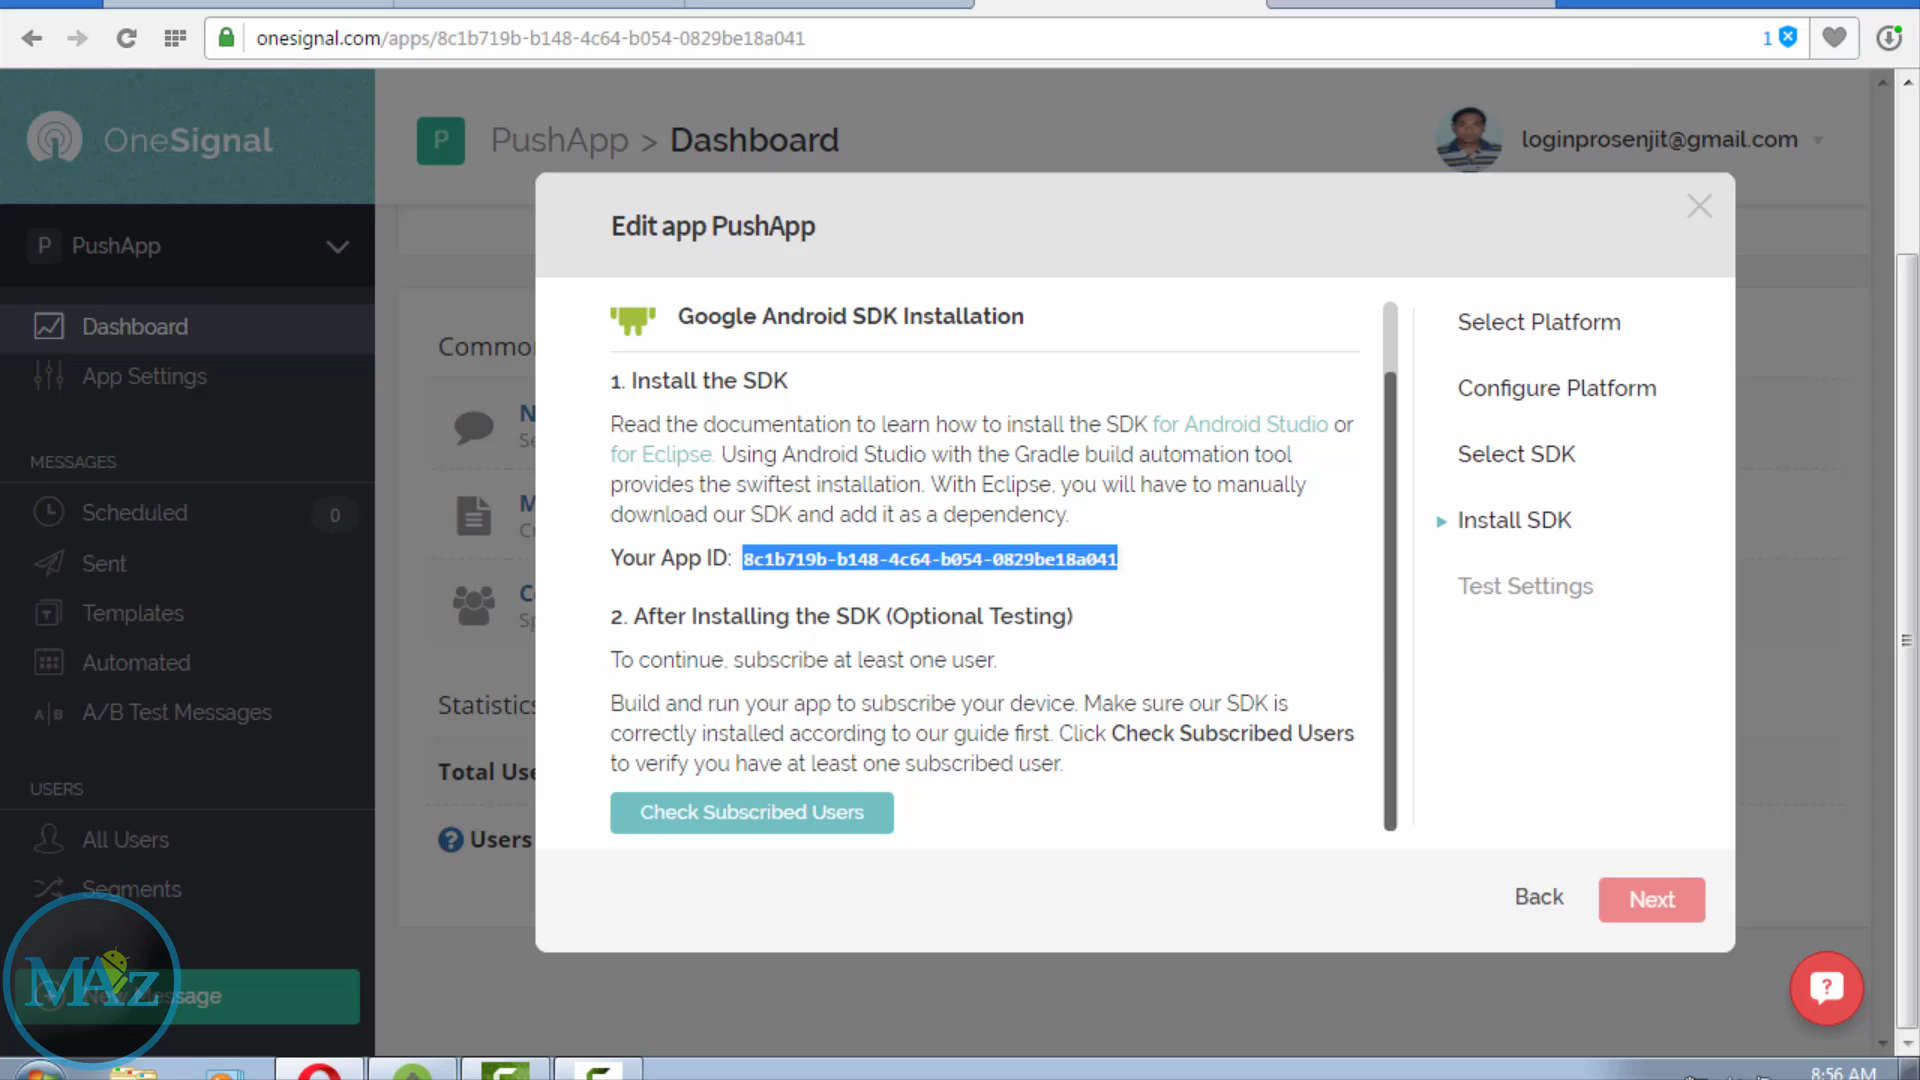 onesignal.com/apps/8c1b719b-b148-4c64-b054-0829be18a041
1
OneSignal
P
PushApp > Dashboard
loginprosenjit@gmail.com
P PushApp
Dashboard
App Settings
MESSAGES
Scheduled 0
Sent
Templates
Automated
A|B A/B Test Messages
USERS
All Users
Segments
New Message
MAz
Statistics
Users
Edit app PushApp
Google Android SDK Installation
1. Install the SDK
Read the documentation to learn how to install the SDK for Android Studio or
for Eclipse. Using Android Studio with the Gradle build automation tool
provides the swiftest installation. With Eclipse, you will have to manually
download our SDK and add it as a dependency.
Your App ID: 8c1b719b-b148-4c64-b054-0829be18a041
2. After Installing the SDK (Optional Testing)
To continue, subscribe at least one user.
Build and run your app to subscribe your device. Make sure our SDK is
correctly installed according to our guide first. Click Check Subscribed Users
to verify you have at least one subscribed user.
Check Subscribed Users
Select Platform
Configure Platform
Select SDK
Install SDK
Test Settings
Back
Next
8:56 AM